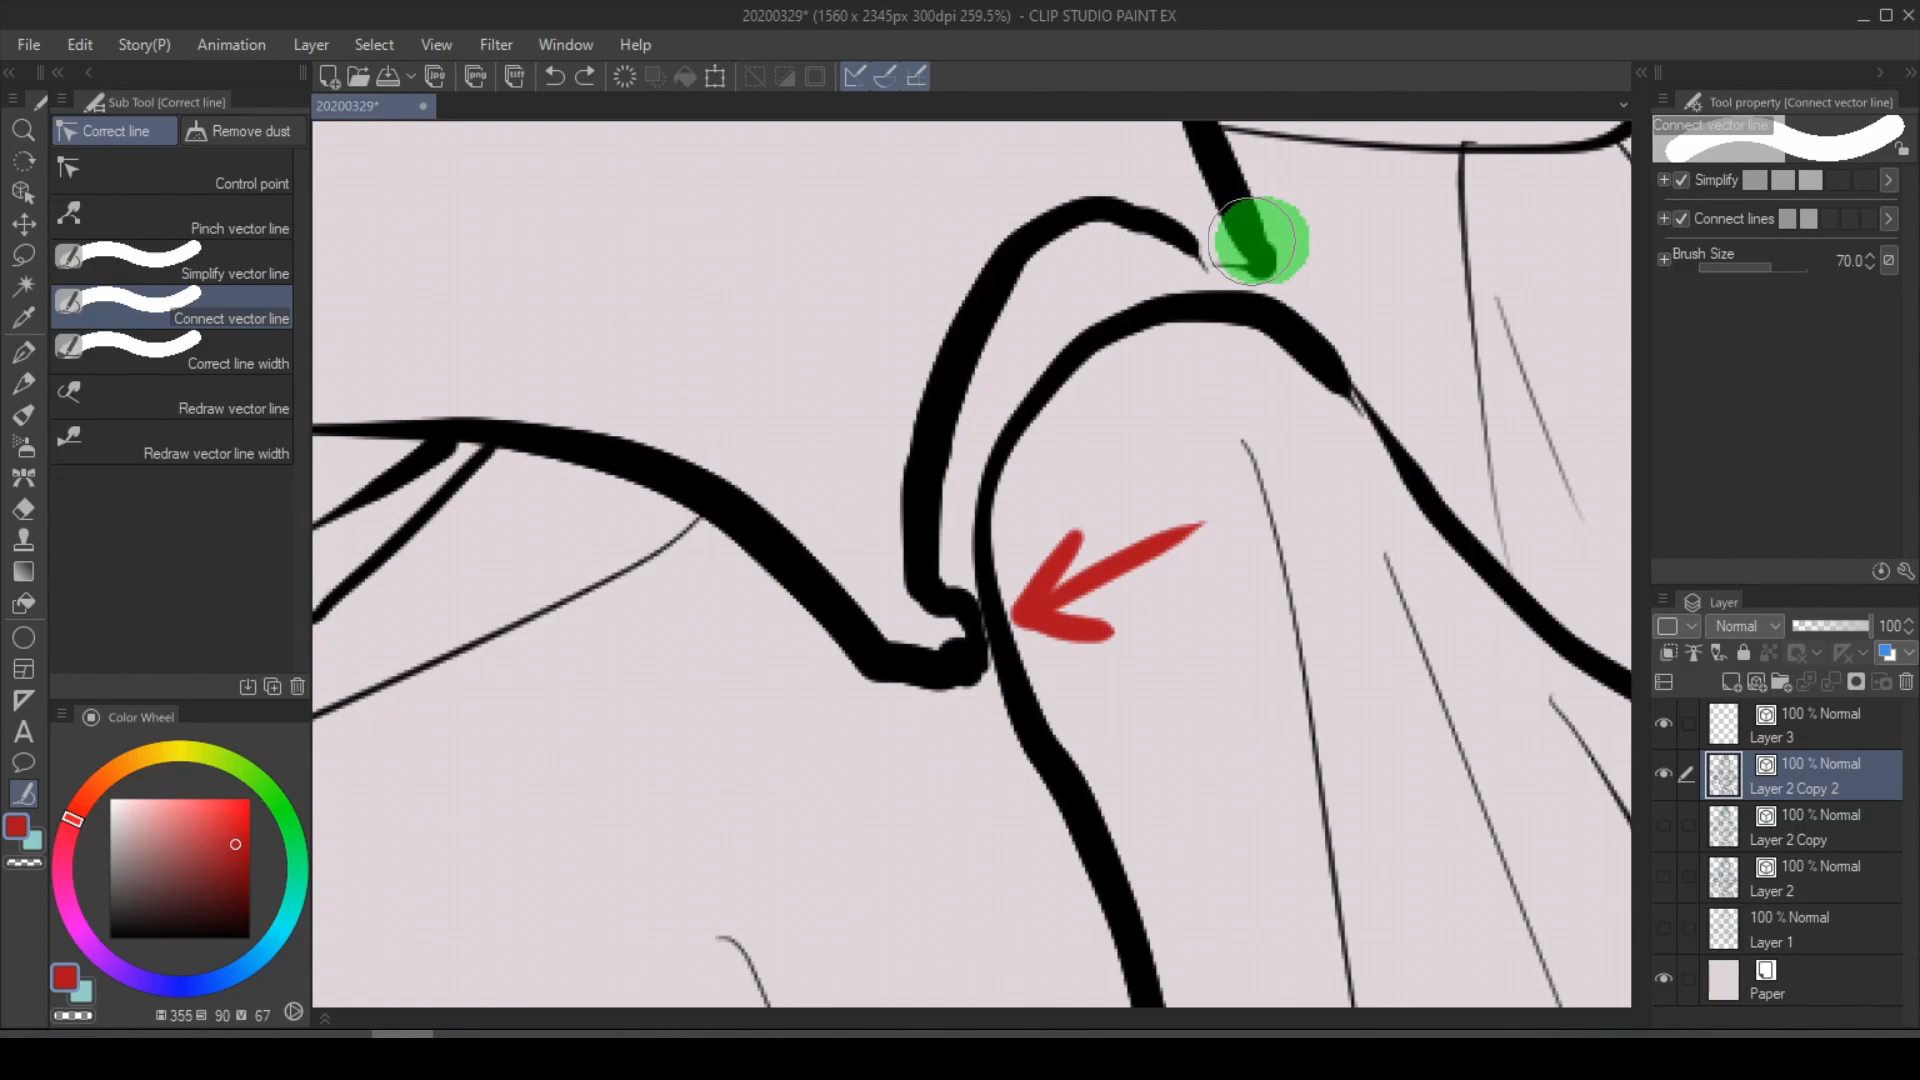 20200329* (1560 x 2345px 300dpi 259.5%) - CLIP STUDIO PAINT EX
File Edit Story(P) Animation Layer Select View Filter Window Help
jpg png tiff
Sub Tool [Correct line]
20200329*
Tool property [Connect vector line]
Correct line Remove dust
Connect vector line
Control point
Simplify
Pinch vector line
Connect lines
Simplify vector line
Brush Size 70.0
Connect vector line
Correct line width
Redraw vector line
Redraw vector line width
Layer
Normal 100
Color Wheel
100 % Normal
Layer 3
100 % Normal
Layer 2 Copy 2
100 % Normal
Layer 2 Copy
100 % Normal
Layer 2
100 % Normal
Layer 1
Paper
H 355 S 90 V 67